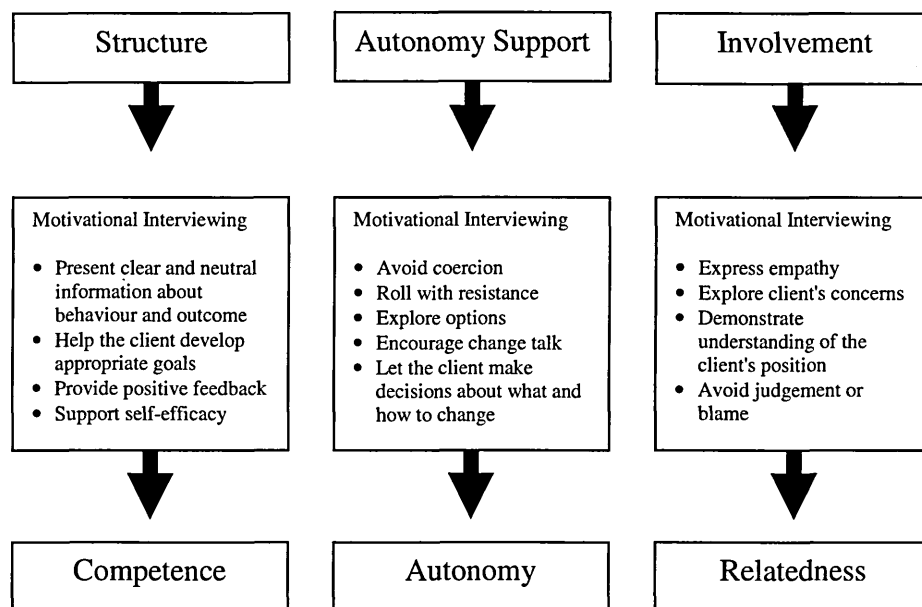 Structure
Autonomy Support
Involvement
Motivational Interviewing
• Present clear and neutral
information about
behaviour and outcome
• Help the client develop
appropriate goals
• Provide positive feedback
• Support self-efficacy
Motivational Interviewing
• Avoid coercion
• Roll with resistance
• Explore options
• Encourage change talk
• Let the client make
decisions about what and
how to change
Motivational Interviewing
• Express empathy
• Explore client's concerns
• Demonstrate
understanding of the
client's position
• Avoid judgement or
blame
Competence
Autonomy
Relatedness